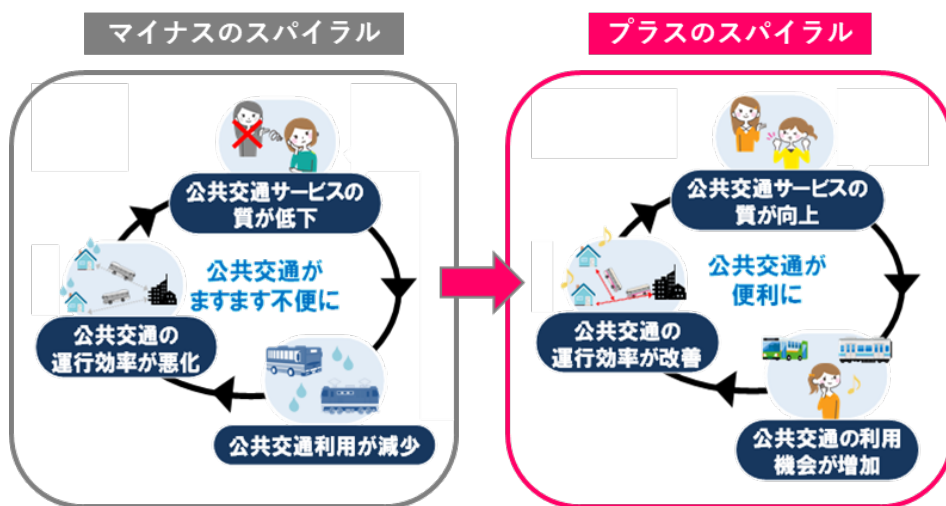 マイナスのスパイラル
公共交通サービスの
質が低下
公共交通が
ますます不便に
公共交通の
運行効率が悪化
公共交通利用が減少
プラスのスパイラル
公共交通サービスの
質が向上
公共交通が
便利に
公共交通の
運行効率が改善
公共交通の利用
機会が増加